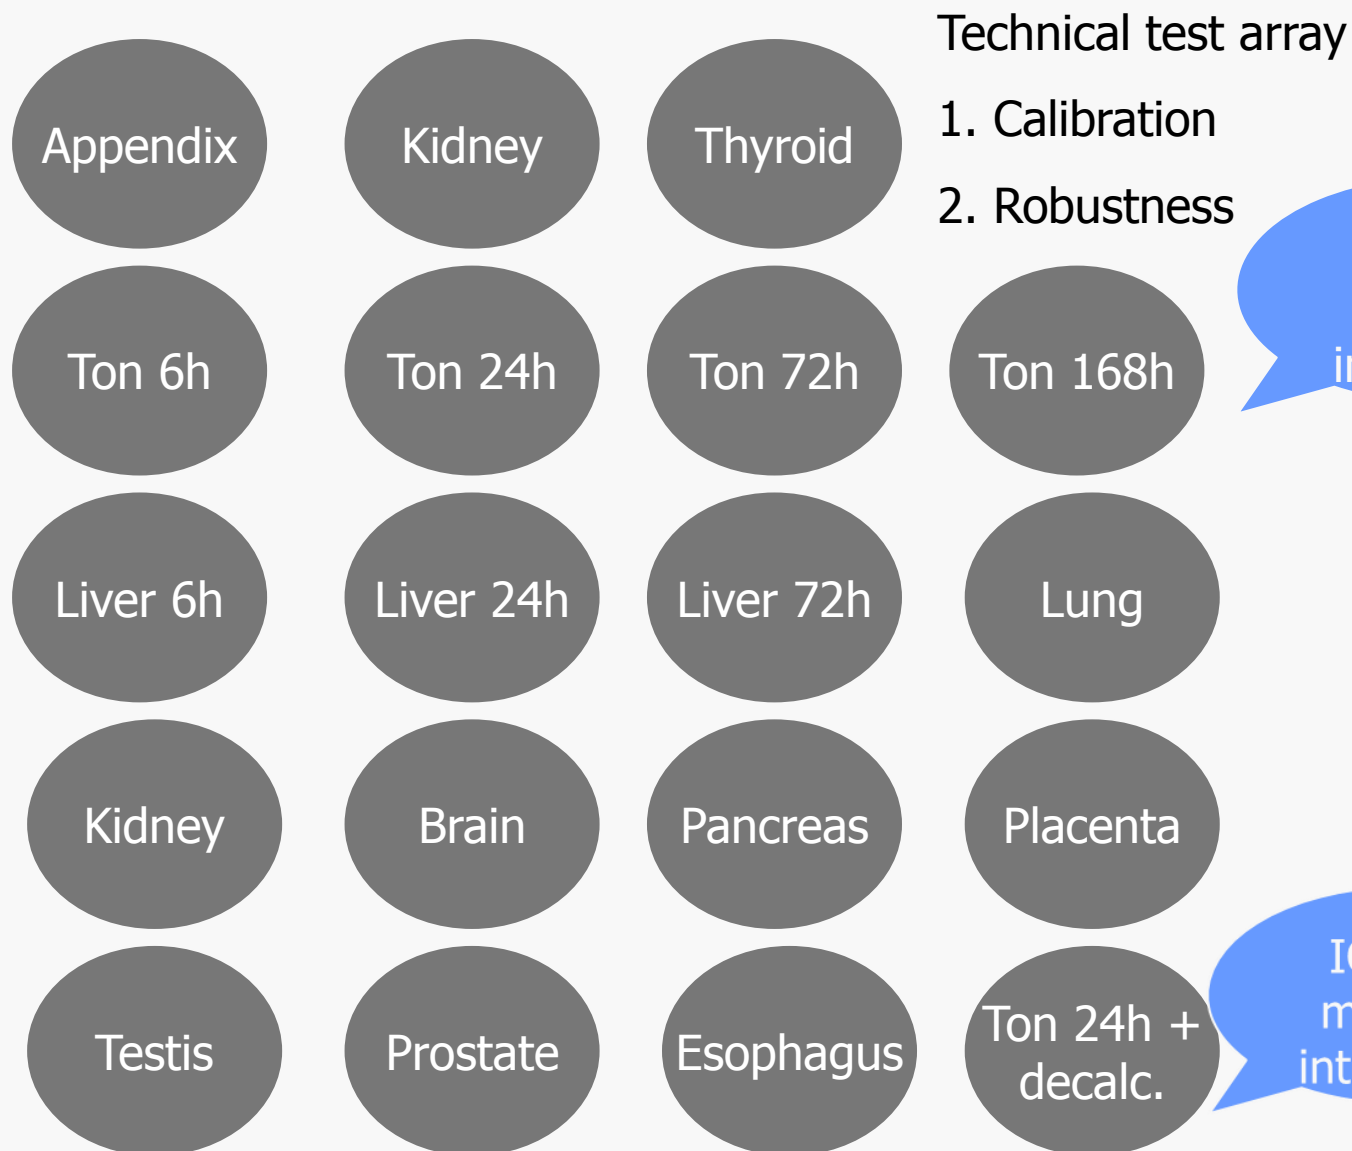 Technical test array
1. Calibration
2. Robustness
Appendix
Kidney
Thyroid
Ton 6h
Ton 24h
Ton 72h
Ton 168h
Liver 6h
Liver 24h
Liver 72h
Lung
Kidney
Brain
Pancreas
Placenta
Testis
Prostate
Esophagus
Ton 24h +
decalc.